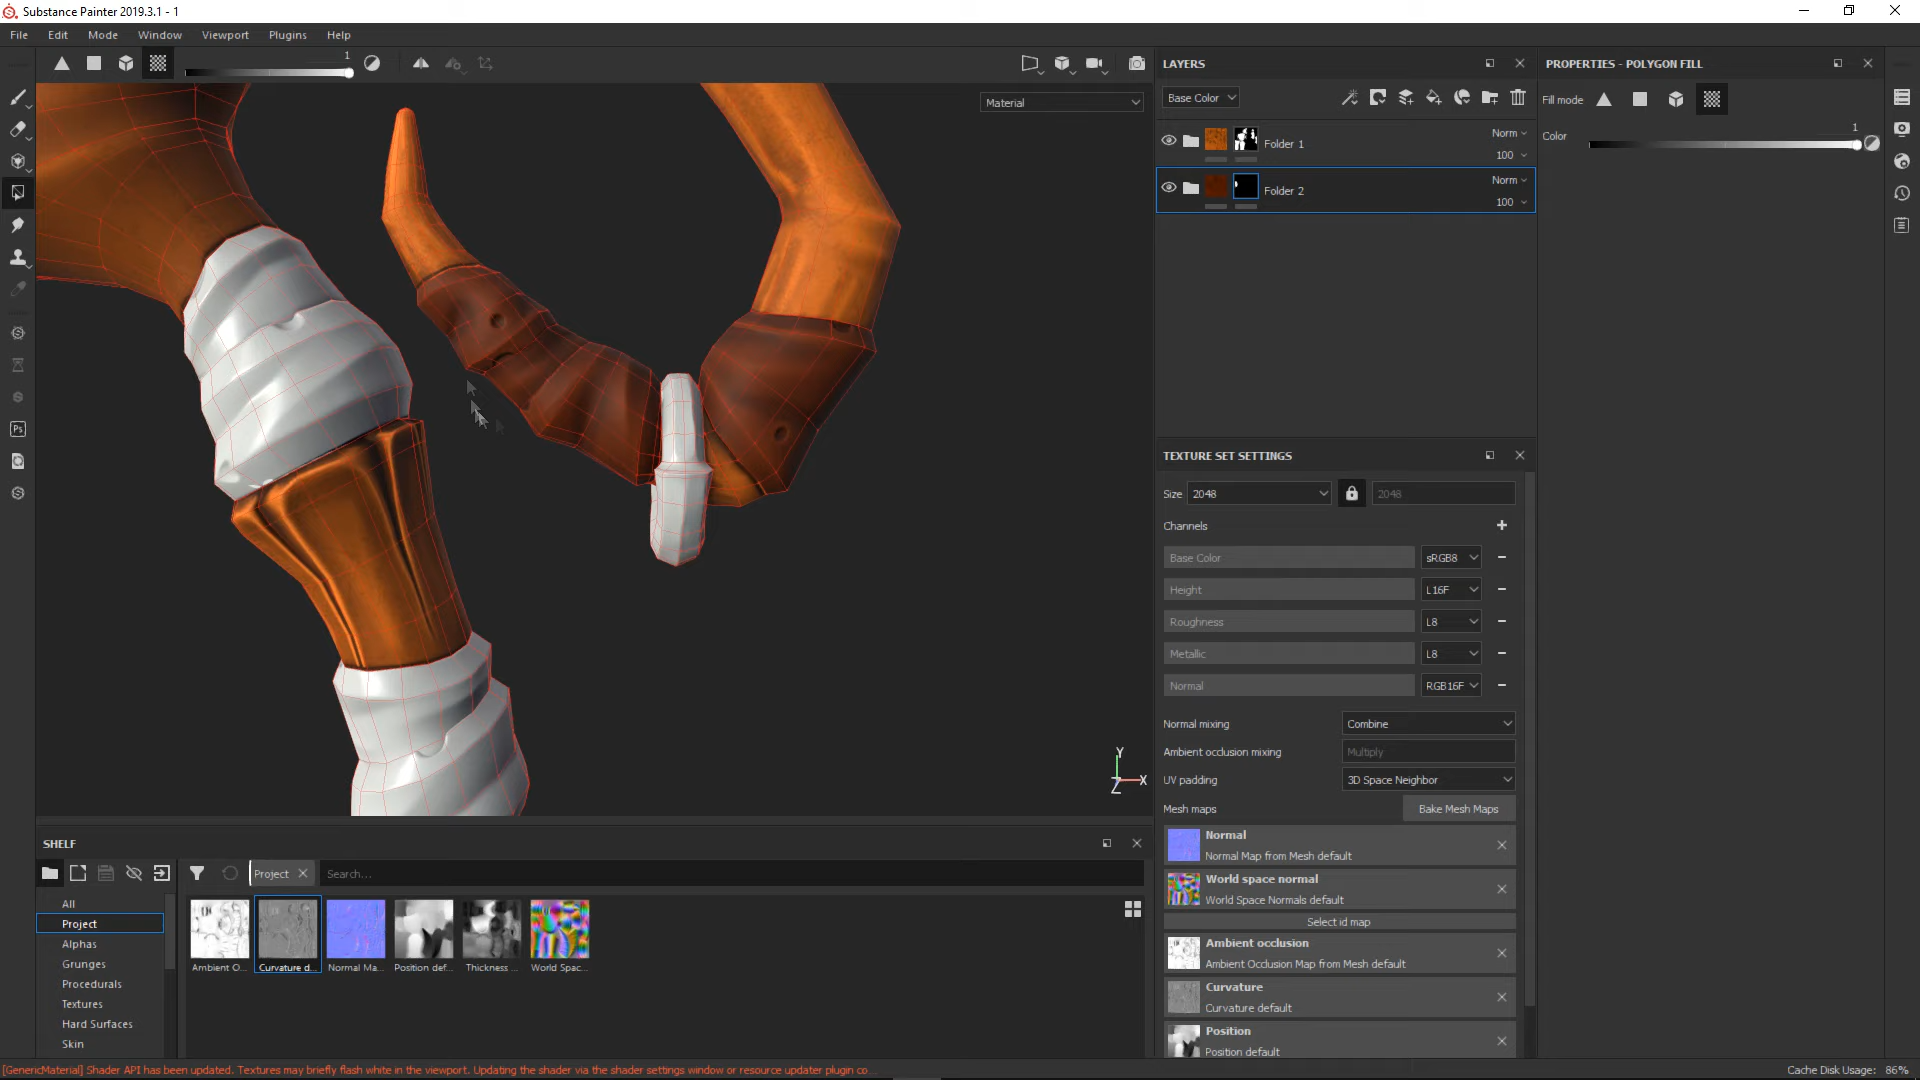 Substance Painter 2019.3.1 - 1
File Edit Mode Window Viewport Plugins Help
1
Material
LAYERS
Base Color
Folder 1
Norm
100
Folder 2
Norm
100
PROPERTIES - POLYGON FILL
Fill mode
Color
1
TEXTURE SET SETTINGS
Size 2048 2048
Channels
Base Color sRGB8
Height L16F
Roughness L8
Metallic L8
Normal RGB16F
Normal mixing Combine
Ambient occlusion mixing Multiply
UV padding 3D Space Neighbor
Mesh maps Bake Mesh Maps
Normal
Normal Map from Mesh default
World space normal
World Space Normals default
Select id map
Ambient occlusion
Ambient Occlusion Map from Mesh default
Curvature
Curvature default
Position
Position default
Y
X
Z
Ps
SHELF
Project Search...
All
Project
Alphas
Grunges
Procedurals
Textures
Hard Surfaces
Skin
Ambient O... Curvature d... Normal Ma... Position def... Thickness ... World Spac...
[GenericMaterial] Shader API has been updated. Textures may briefly flash white in the viewport. Updating the shader via the shader settings window or resource updater plugin co...
Cache Disk Usage: 86%